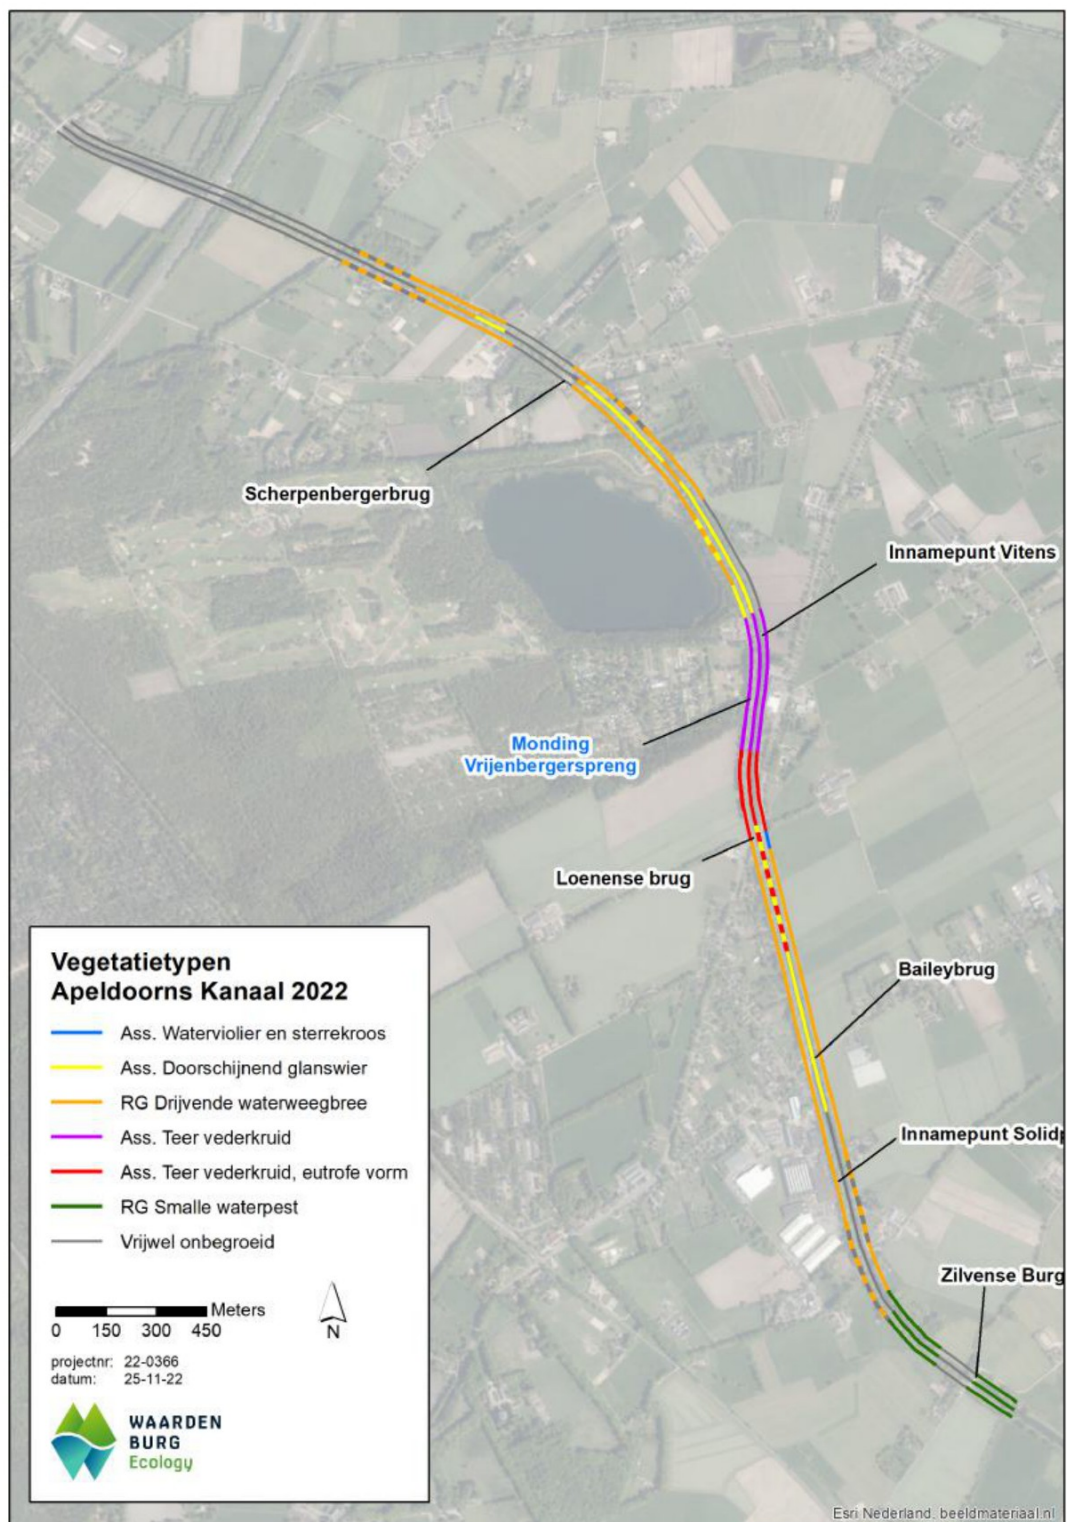 Scherpenbergerbrug
Innamepunt Vitens
Monding
Vrijenbergerspreng
Loenense brug
Baileybrug
Innamepunt Solidp
Zilvense Burg
Vegetatietypen
Apeldoorns Kanaal 2022
Ass. Waterviolier en sterrekroos
Ass. Doorschijnend glanswier
RG Drijvende waterweegbree
Ass. Teer vederkruid
Ass. Teer vederkruid, eutrofe vorm
RG Smalle waterpest
Vrijwel onbegroeid
Meters
0 150 300 450
N
projectnr: 22-0366
datum: 25-11-22
WAARDEN
BURG
Ecology
Esri Nederland, beeldmateriaal.nl